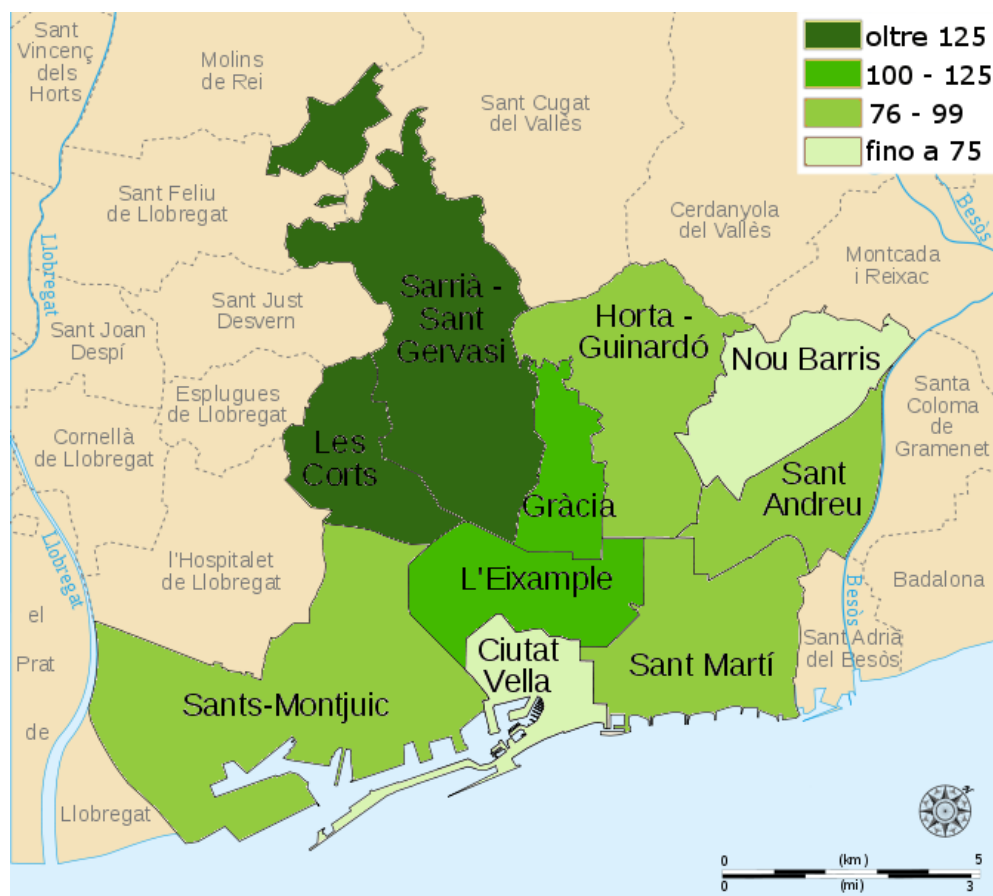 Sant
Vincenç
dels
Horts
Molins
de Rei
Sant Cugat
del Vallès
oltre 125
100 - 125
76 - 99
fino a 75
Sant Feliu
de Llobregat
Cerdanyola
del Vallès
Besòs
Montcada
i Reixac
Llobregat
Sant Just
Desvern
Sant Joan
Despí
Sarrià -
Sant
Gervasi
Horta -
Guinardó
Nou Barris
Esplugues
de Llobregat
Santa
Coloma
de
Gramenet
Cornellà
de Llobregat
Les
Corts
Gràcia
Sant
Andreu
Llobregat
l'Hospitalet
de Llobregat
L'Eixample
Besòs
Badalona
el
Prat
de
Llobregat
Sants-Montjuic
Ciutat
Vella
Sant Martí
Sant Adrià
del Besòs
N
0 (km) 5
0 (mi) 3